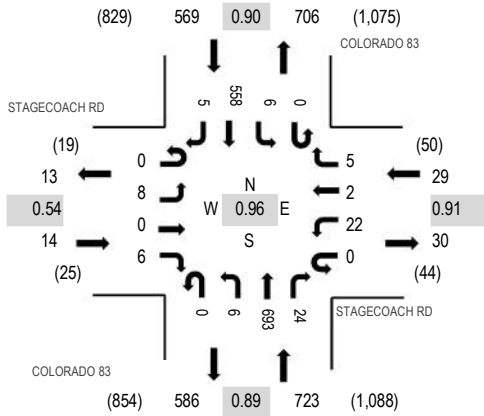 (829) 569 0.90 706 (1,075)
COLORADO 83
STAGECOACH RD
5 558 6 0
(19) 0 5 (50)
13 8 N 2 29
0.54 W 0.96 E 0.91
14 0 S 22 30
(25) 6 0 (44)
0 6 693 24
STAGECOACH RD
COLORADO 83
(854) 586 0.89 723 (1,088)